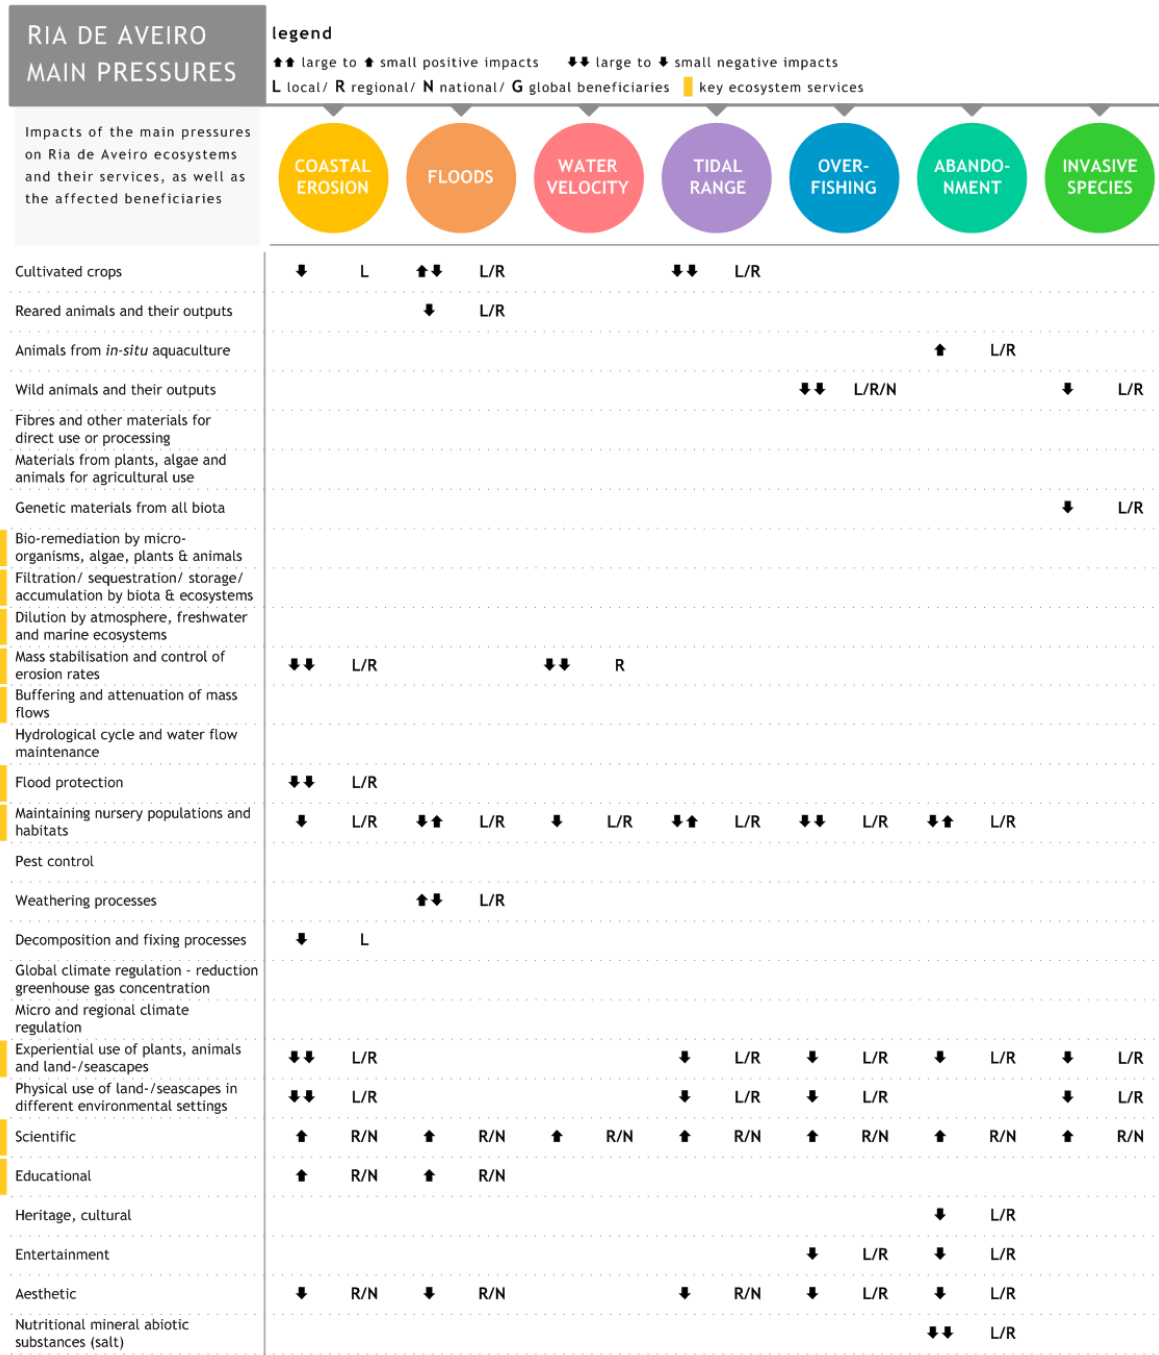 RIA DE AVEIRO
MAIN PRESSURES
legend
⬆⬆ large to ⬆ small positive impacts ⬇⬇ large to ⬇ small negative impacts
L local/ R regional/ N national/ G global beneficiaries key ecosystem services
Impacts of the main pressures
on Ria de Aveiro ecosystems
and their services, as well as
the affected beneficiaries
COASTAL
EROSION
FLOODS
WATER
VELOCITY
TIDAL
RANGE
OVER-
FISHING
ABANDO-
NMENT
INVASIVE
SPECIES
Cultivated crops ⬇ L ⬆⬇ L/R ⬇⬇ L/R
Reared animals and their outputs ⬇ L/R
Animals from in-situ aquaculture ⬆ L/R
Wild animals and their outputs ⬇⬇ L/R/N ⬇ L/R
Fibres and other materials for
direct use or processing
Materials from plants, algae and
animals for agricultural use
Genetic materials from all biota ⬇ L/R
Bio-remediation by micro-
organisms, algae, plants & animals
Filtration/ sequestration/ storage/
accumulation by biota & ecosystems
Dilution by atmosphere, freshwater
and marine ecosystems
Mass stabilisation and control of
erosion rates ⬇⬇ L/R ⬇⬇ R
Buffering and attenuation of mass
flows
Hydrological cycle and water flow
maintenance
Flood protection ⬇⬇ L/R
Maintaining nursery populations and
habitats ⬇ L/R ⬇⬆ L/R ⬇ L/R ⬇⬆ L/R ⬇⬇ L/R ⬇⬆ L/R
Pest control
Weathering processes ⬆⬇ L/R
Decomposition and fixing processes ⬇ L
Global climate regulation - reduction
greenhouse gas concentration
Micro and regional climate
regulation
Experiential use of plants, animals
and land-/seascapes ⬇⬇ L/R ⬇ L/R ⬇ L/R ⬇ L/R ⬇ L/R
Physical use of land-/seascapes in
different environmental settings ⬇⬇ L/R ⬇ L/R ⬇ L/R ⬇ L/R
Scientific ⬆ R/N ⬆ R/N ⬆ R/N ⬆ R/N ⬆ R/N ⬆ R/N ⬆ R/N
Educational ⬆ R/N ⬆ R/N
Heritage, cultural ⬇ L/R
Entertainment ⬇ L/R ⬇ L/R
Aesthetic ⬇ R/N ⬇ R/N ⬇ R/N ⬇ L/R ⬇ L/R
Nutritional mineral abiotic
substances (salt) ⬇⬇ L/R